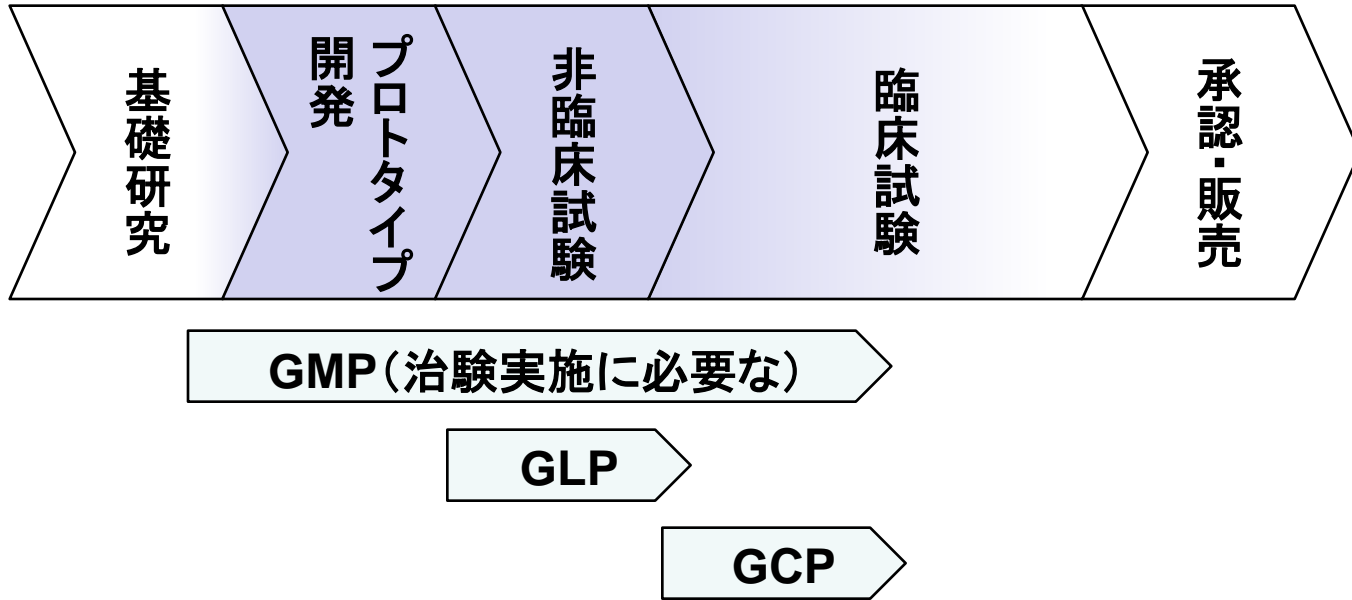 基礎研究
プロトタイプ
開発
非臨床試験
臨床試験
承認・販売
GMP（治験実施に必要な）
GLP
GCP